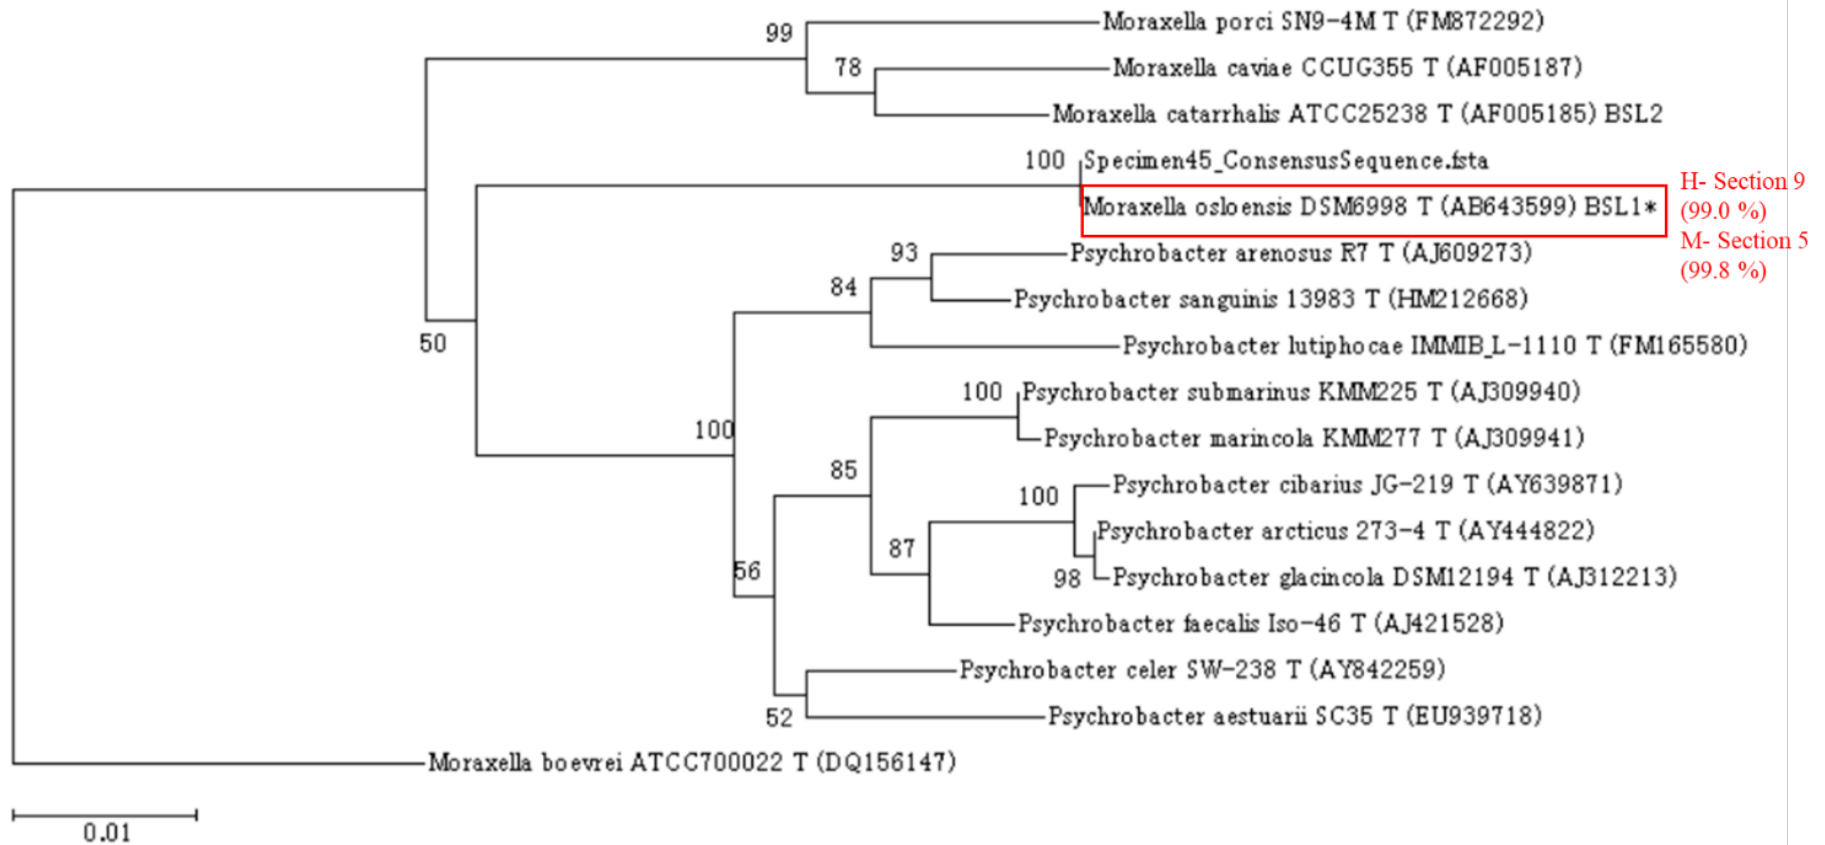 99
Moraxella porci SN9-4M T (FM872292)
78
Moraxella caviae CCUG355 T (AF005187)
Moraxella catarrhalis ATCC25238 T (AF005185) BSL2
100
Specimen45_ConsensusSequence.fsta
Moraxella osloensis DSM6998 T (AB643599) BSL1*
H- Section 9
(99.0 %)
M- Section 5
(99.8 %)
93
Psychrobacter arenosus R7 T (AJ609273)
84
Psychrobacter sanguinis 13983 T (HM212668)
50
Psychrobacter lutiphocae IMMIB_L-1110 T (FM165580)
100
Psychrobacter submarinus KMM225 T (AJ309940)
100
Psychrobacter marincola KMM277 T (AJ309941)
85
Psychrobacter cibarius JG-219 T (AY639871)
100
Psychrobacter arcticus 273-4 T (AY444822)
87
56
98
Psychrobacter glacincola DSM12194 T (AJ312213)
Psychrobacter faecalis Iso-46 T (AJ421528)
Psychrobacter celer SW-238 T (AY842259)
52
Psychrobacter aestuarii SC35 T (EU939718)
Moraxella boevrei ATCC700022 T (DQ156147)
0.01